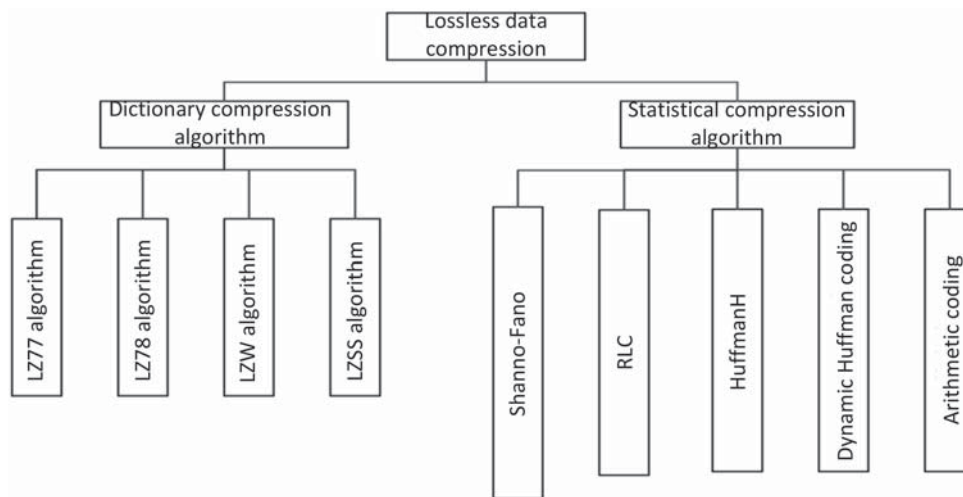 Lossless data
compression
Dictionary compression
algorithm
Statistical compression
algorithm
LZ77 algorithm
LZ78 algorithm
LZW algorithm
LZSS algorithm
Shanno-Fano
RLC
HuffmanH
Dynamic Huffman coding
Arithmetic coding